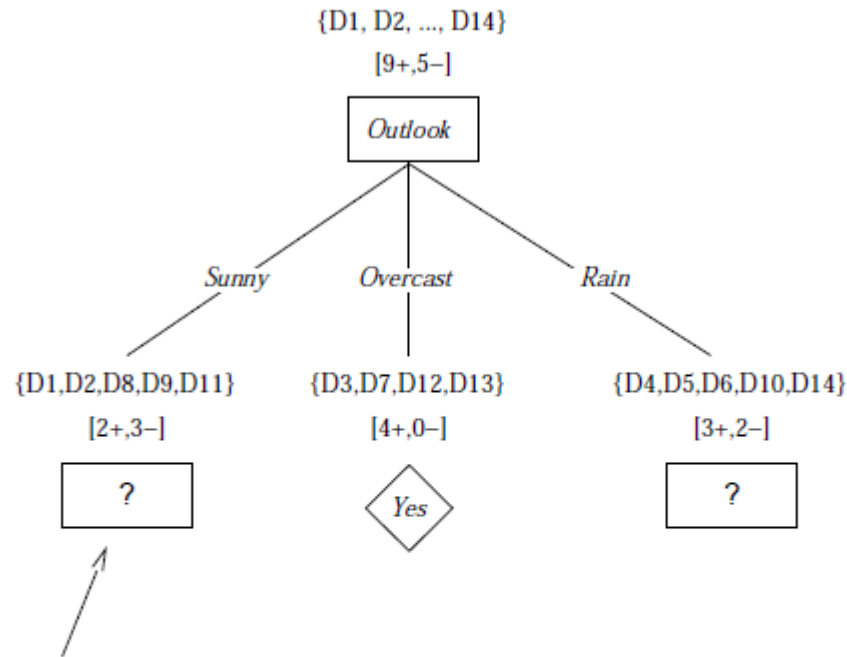 {D1, D2, ..., D14}
[9+,5−]
Outlook
Sunny Overcast Rain
{D1,D2,D8,D9,D11} {D3,D7,D12,D13} {D4,D5,D6,D10,D14}
[2+,3−] [4+,0−] [3+,2−]
? Yes ?